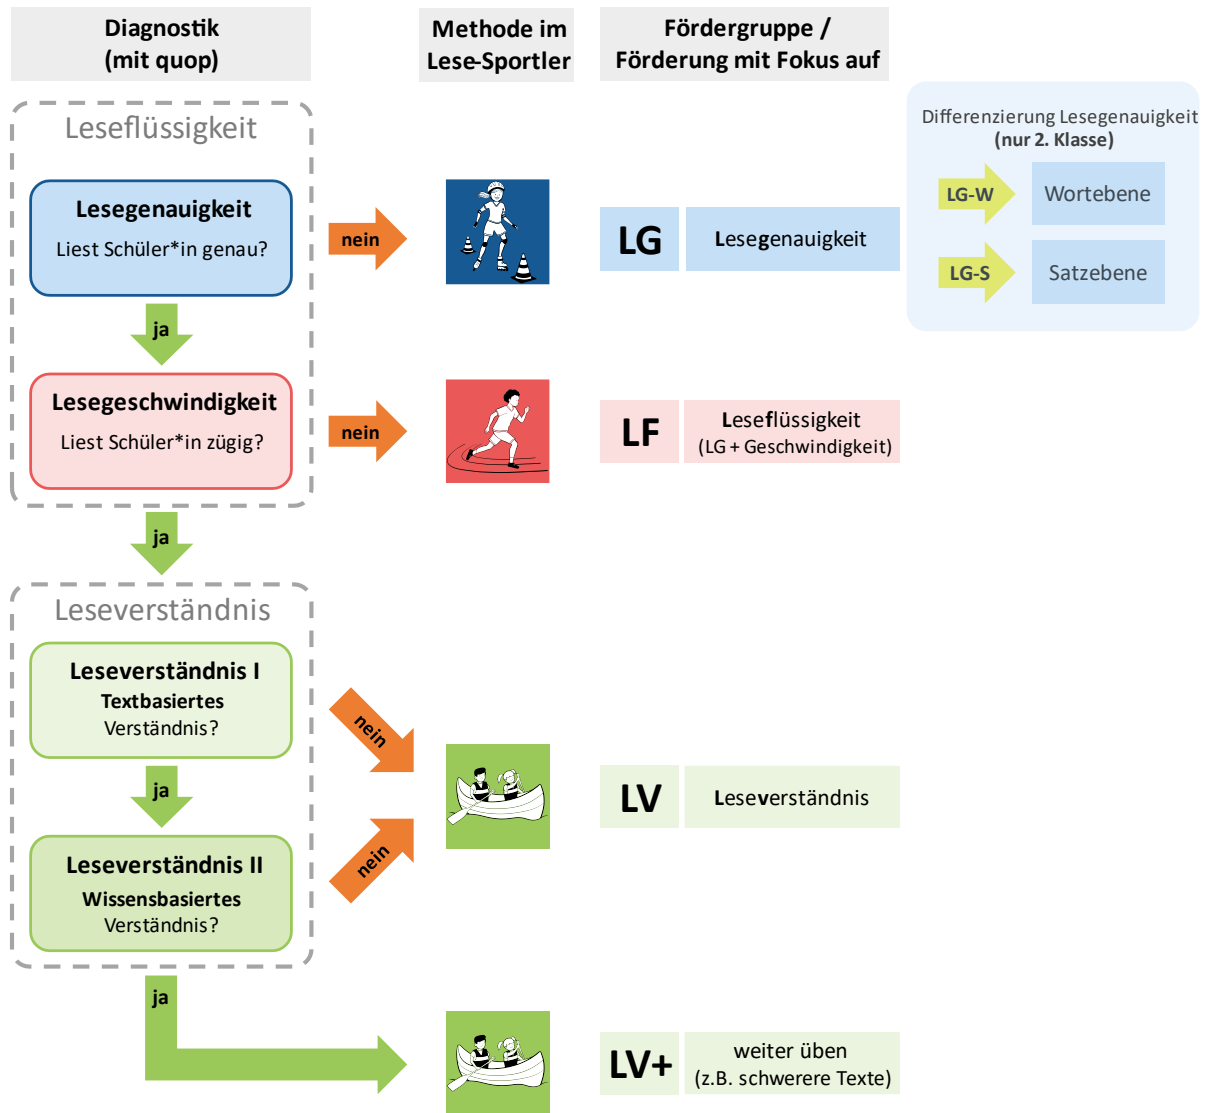 Diagnostik
(mit quop)
Methode im
Lese-Sportler
Fördergruppe /
Förderung mit Fokus auf
Leseflüssigkeit
Lesegenauigkeit
Liest Schüler*in genau?
nein
LG
Lesegenauigkeit
Differenzierung Lesegenauigkeit
(nur 2. Klasse)
LG-W
Wortebene
LG-S
Satzebene
ja
Lesegeschwindigkeit
Liest Schüler*in zügig?
nein
LF
Leseflüssigkeit
(LG + Geschwindigkeit)
ja
Leseverständnis
Leseverständnis I
Textbasiertes
Verständnis?
nein
ja
LV
Leseverständnis
Leseverständnis II
Wissensbasiertes
Verständnis?
nein
ja
LV+
weiter üben
(z.B. schwerere Texte)